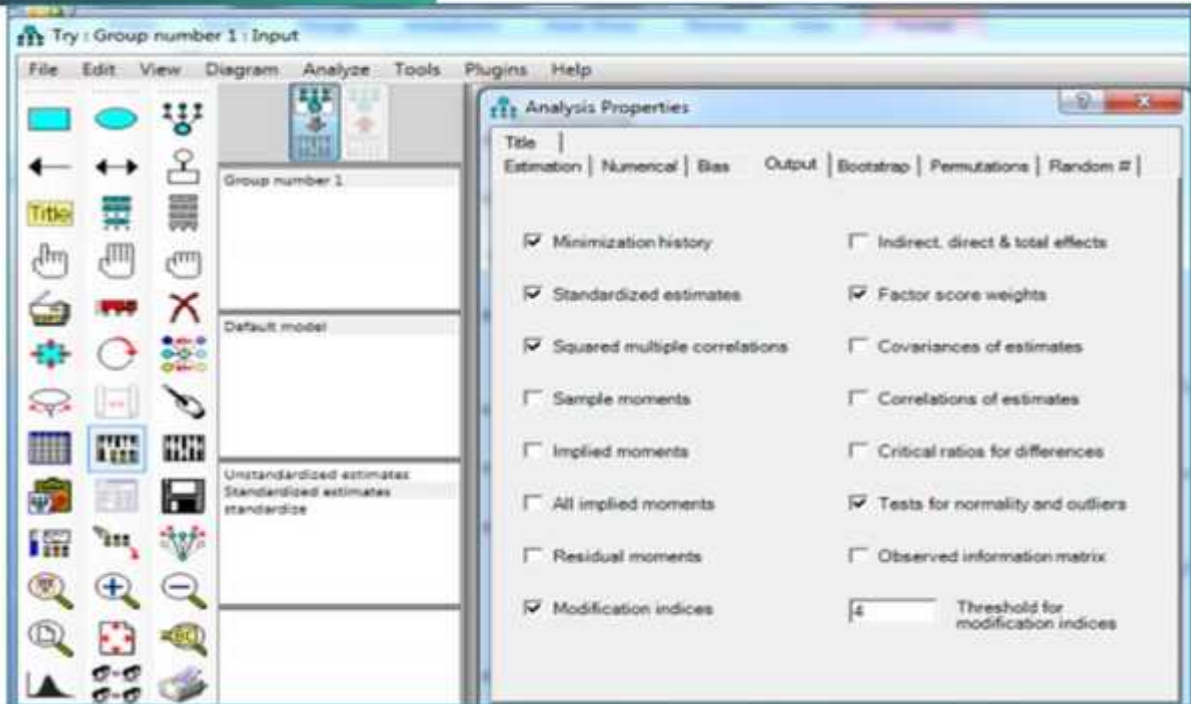 Try : Group number 1 : Input
File Edit View Diagram Analyze Tools Plugins Help
Title
Group number 1
Default model
Unstandardized estimates
Standardized estimates
standardize
Analysis Properties
Title
Estimation Numerical Bias Output Bootstrap Permutations Random #
Minimization history
Indirect, direct & total effects
Standardized estimates
Factor score weights
Squared multiple correlations
Covariances of estimates
Sample moments
Correlations of estimates
Implied moments
Critical ratios for differences
All implied moments
Tests for normality and outliers
Residual moments
Observed information matrix
Modification indices
4
Threshold for
modification indices